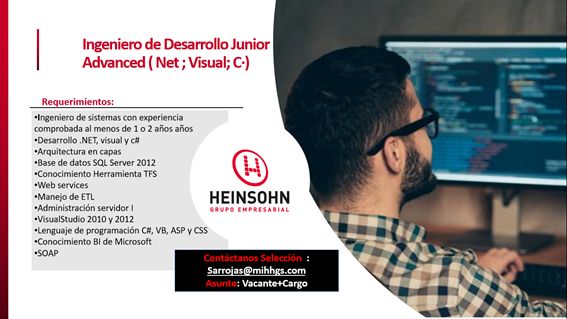 Ingeniero de Desarrollo Junior
Advanced ( Net ; Visual; C·)
Requerimientos:
•Ingeniero de sistemas con experiencia
comprobada al menos de 1 o 2 años años
•Desarrollo .NET, visual y c#
•Arquitectura en capas
•Base de datos SQL Server 2012
•Conocimiento Herramienta TFS
•Web services
•Manejo de ETL
•Administración servidor I
•VisualStudio 2010 y 2012
•Lenguaje de programación C#, VB, ASP y CSS
•Conocimiento BI de Microsoft
•SOAP
HEINSOHN
GRUPO EMPRESARIAL
Contáctanos Selección :
Sarrojas@mihhgs.com
Asunto: Vacante+Cargo